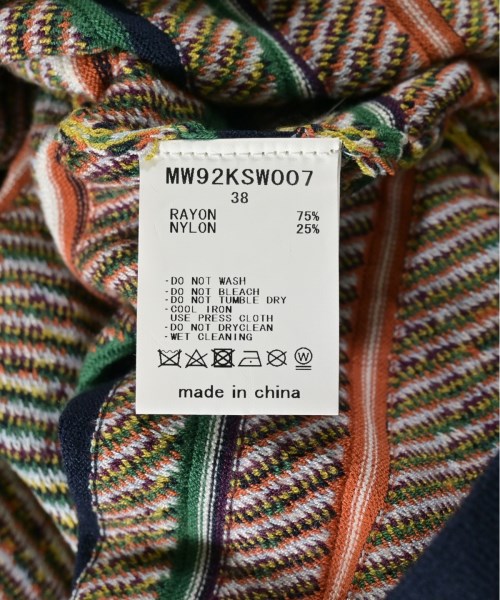 MW92KSW007
38
RAYON 75%
NYLON 25%
-DO NOT WASH
-DO NOT BLEACH
-DO NOT TUMBLE DRY
-COOL IRON
USE PRESS CLOTH
-DO NOT DRYCLEAN
-WET CLEANING
W
made in china